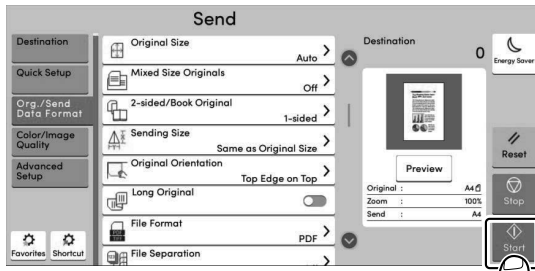 Send
Destination
Quick Setup
Org./Send
Data Format
Color/Image
Quality
Advanced
Setup
Favorites
Shortcut
Original Size
Auto
Mixed Size Originals
Off
2-sided/Book Original
1-sided
Sending Size
Same as Original Size
Original Orientation
Top Edge on Top
Long Original
File Format
PDF
File Separation
Destination
0
Preview
Original : A4
Zoom : 100%
Send : A4
Energy Saver
Reset
Stop
Start